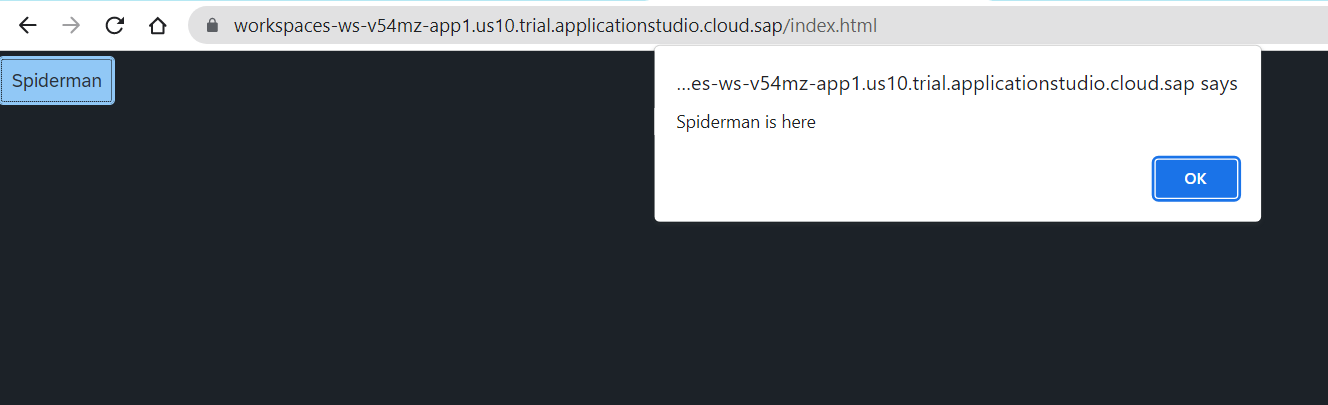 workspaces-ws-v54mz-app1.us10.trial.applicationstudio.cloud.sap/index.html
Spiderman
...es-ws-v54mz-app1.us10.trial.applicationstudio.cloud.sap says
Spiderman is here
OK